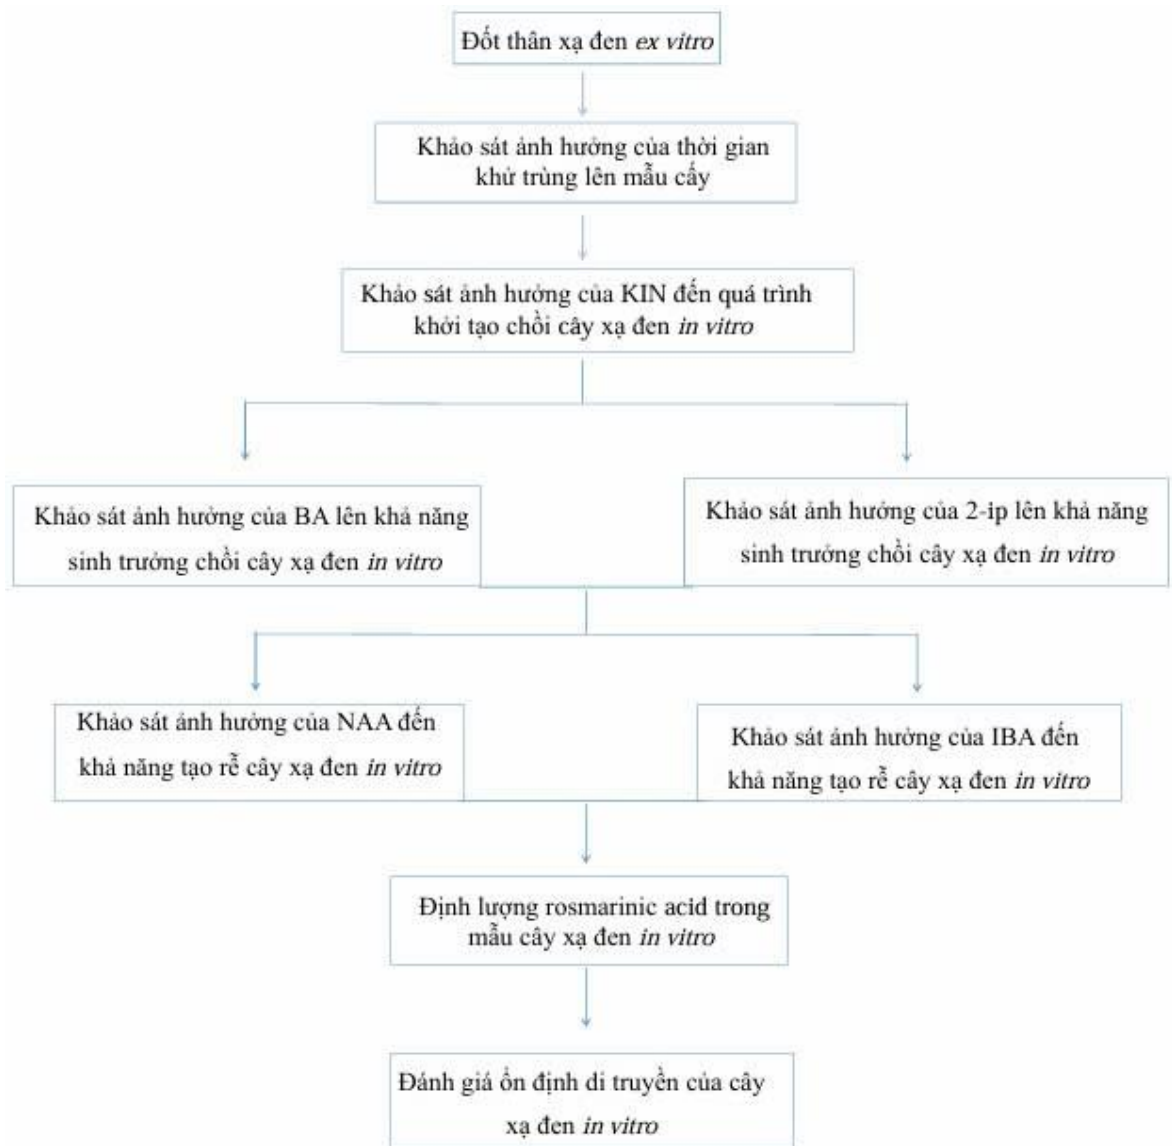 Đốt thân xạ đen ex vitro
Khảo sát ảnh hưởng của thời gian
khử trùng lên mẫu cấy
Khảo sát ảnh hưởng của KIN đến quá trình
khởi tạo chồi cây xạ đen in vitro
Khảo sát ảnh hưởng của BA lên khả năng
sinh trưởng chồi cây xạ đen in vitro
Khảo sát ảnh hưởng của 2-ip lên khả năng
sinh trưởng chồi cây xạ đen in vitro
Khảo sát ảnh hưởng của NAA đến
khả năng tạo rễ cây xạ đen in vitro
Khảo sát ảnh hưởng của IBA đến
khả năng tạo rễ cây xạ đen in vitro
Định lượng rosmarinic acid trong
mẫu cây xạ đen in vitro
Đánh giá ổn định di truyền của cây
xạ đen in vitro